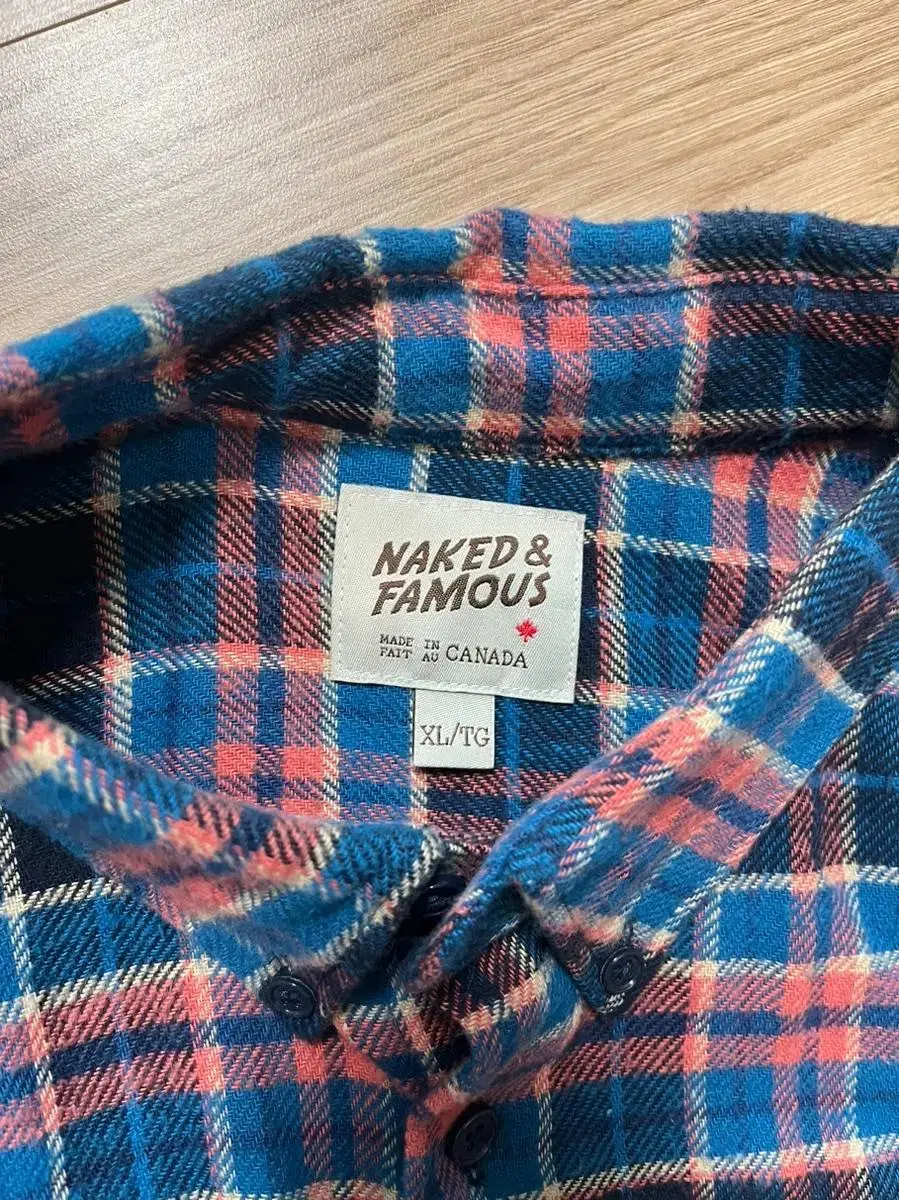 NAKED &
FAMOUS
MADE IN
FAIT AU CANADA
XL/TG